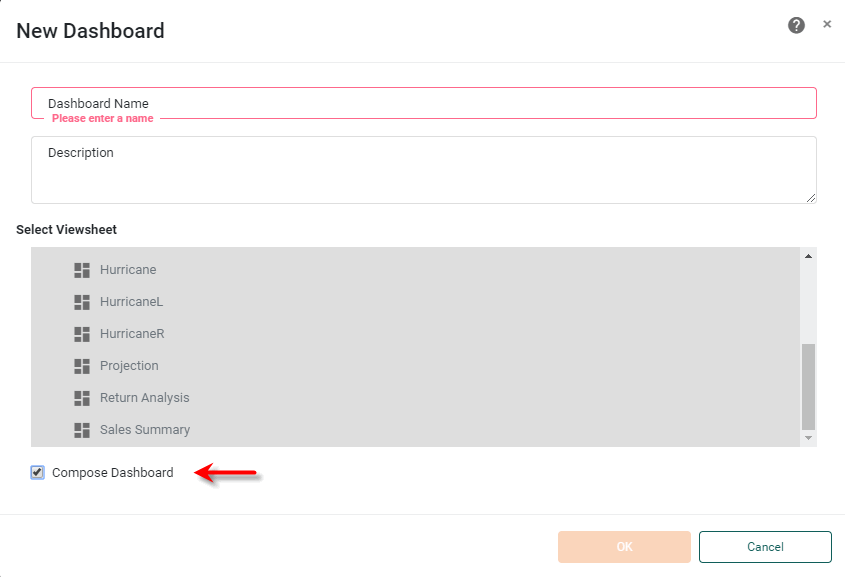 New Dashboard
Dashboard Name
Please enter a name
Description
Select Viewsheet
Hurricane
HurricaneL
HurricaneR
Projection
Return Analysis
Sales Summary
Compose Dashboard
OK
Cancel